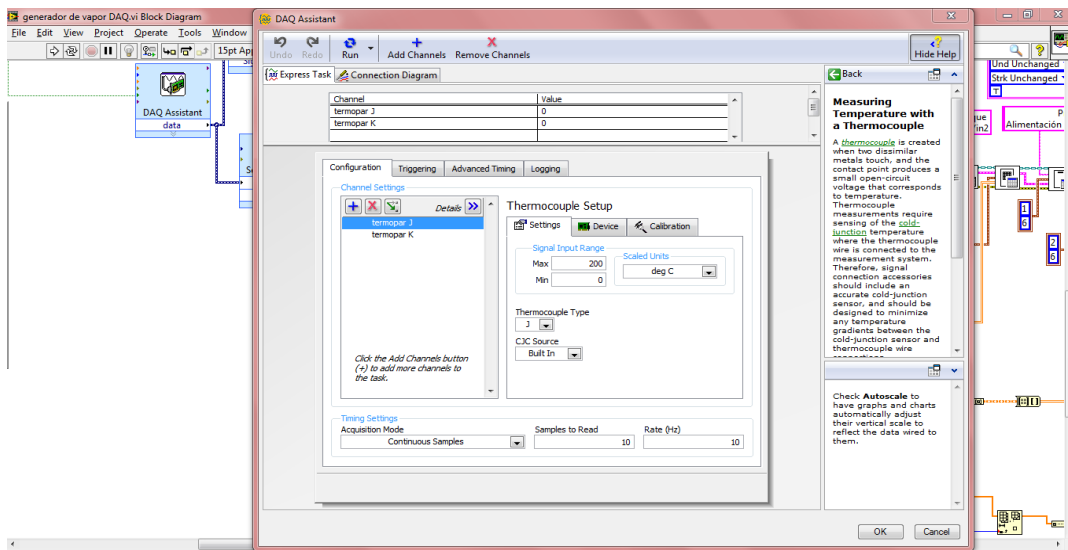 generador de vapor DAQ.vi Block Diagram
File Edit View Project Operate Tools Window
15pt Ap
DAQ Assistant
data
DAQ Assistant
Undo Redo Run Add Channels Remove Channels Hide Help
Express Task Connection Diagram
Channel Value
termopar J 0
termopar K 0
Configuration Triggering Advanced Timing Logging
Channel Settings
Details
termopar J
termopar K
Click the Add Channels button
(+) to add more channels to
the task.
Thermocouple Setup
Settings Device Calibration
Signal Input Range
Max 200
Min 0
Scaled Units
deg C
Thermocouple Type
J
CJC Source
Built In
Timing Settings
Acquisition Mode Samples to Read Rate (Hz)
Continuous Samples 10 10
Back
Measuring
Temperature with
a Thermocouple
A thermocouple is created
when two dissimilar
metals touch, and the
contact point produces a
small open-circuit
voltage that corresponds
to temperature.
Thermocouple
measurements require
sensing of the cold-
junction temperature
where the thermocouple
wire is connected to the
measurement system.
Therefore, signal
connection accessories
should include an
accurate cold-junction
sensor, and should be
designed to minimize
any temperature
gradients between the
cold-junction sensor and
thermocouple wire
Check Autoscale to
have graphs and charts
automatically adjust
their vertical scale to
reflect the data wired to
them.
OK Cancel
Und Unchanged
Strk Unchanged
T
Alimentación
1
6
2
6